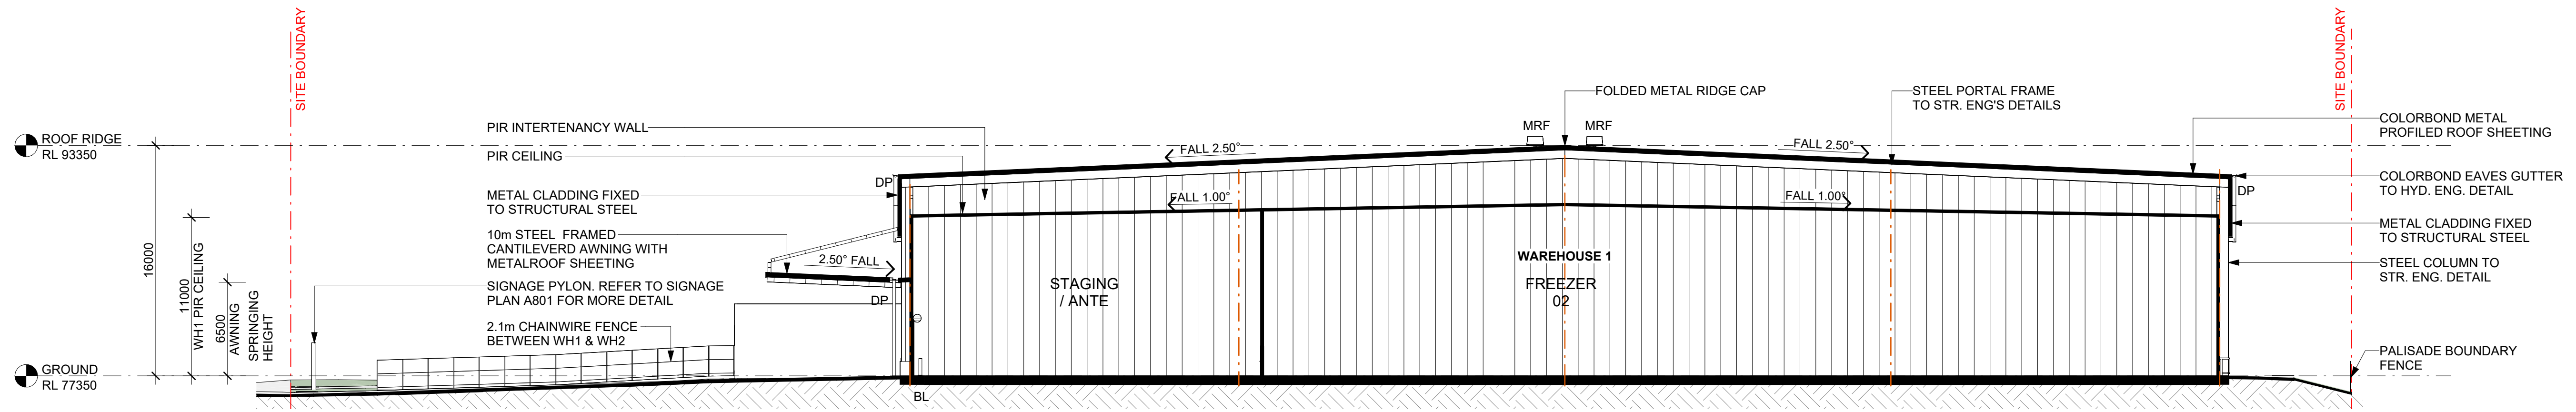 SITE BOUNDARY
SITE BOUNDARY
ROOF RIDGE
RL 93350
GROUND
RL 77350
16000
11000
WH1 PIR CEILING
6500
AWNING
SPRINGING
HEIGHT
PIR INTERTENANCY WALL
PIR CEILING
METAL CLADDING FIXED
TO STRUCTURAL STEEL
10m STEEL FRAMED
CANTILEVERD AWNING WITH
METALROOF SHEETING
SIGNAGE PYLON. REFER TO SIGNAGE
PLAN A801 FOR MORE DETAIL
2.1m CHAINWIRE FENCE
BETWEEN WH1 & WH2
2.50° FALL
DP
DP
BL
FALL 2.50°
FALL 1.00°
STAGING
/ ANTE
MRF
MRF
FOLDED METAL RIDGE CAP
WAREHOUSE 1
FREEZER
02
FALL 2.50°
FALL 1.00°
STEEL PORTAL FRAME
TO STR. ENG'S DETAILS
DP
COLORBOND METAL
PROFILED ROOF SHEETING
COLORBOND EAVES GUTTER
TO HYD. ENG. DETAIL
METAL CLADDING FIXED
TO STRUCTURAL STEEL
STEEL COLUMN TO
STR. ENG. DETAIL
PALISADE BOUNDARY
FENCE